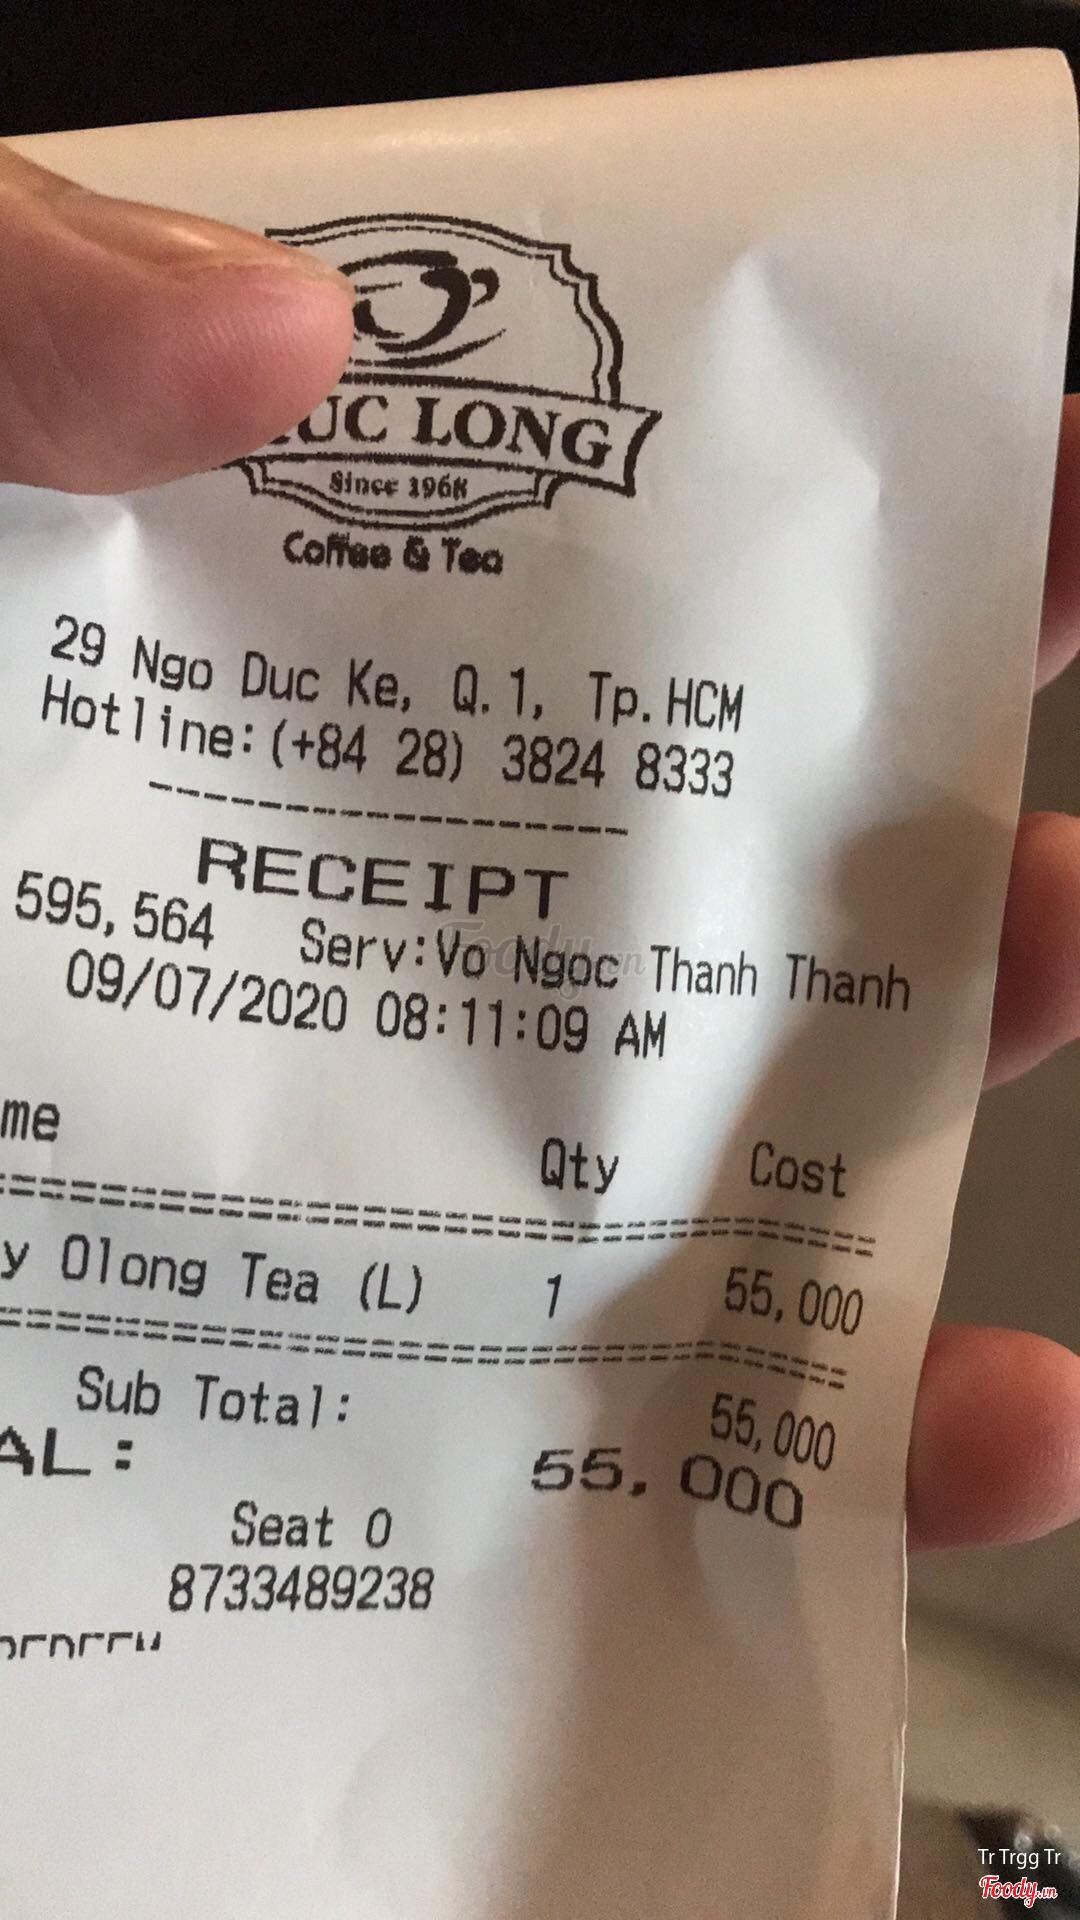 UC LONG
Since 1968
Coffee & Tea
29 Ngo Duc Ke, Q.1, Tp.HCM
Hotline:(+84 28) 3824 8333
RECEIPT
595,564 Serv:Vo Ngoc Thanh Thanh
09/07/2020 08:11:09 AM
me Qty Cost
y Olong Tea (L) 1 55,000
Sub Total: 55,000
AL: 55,000
Seat 0
8733489238
Foody.vn
Tr Trgg Tr
Foody.vn